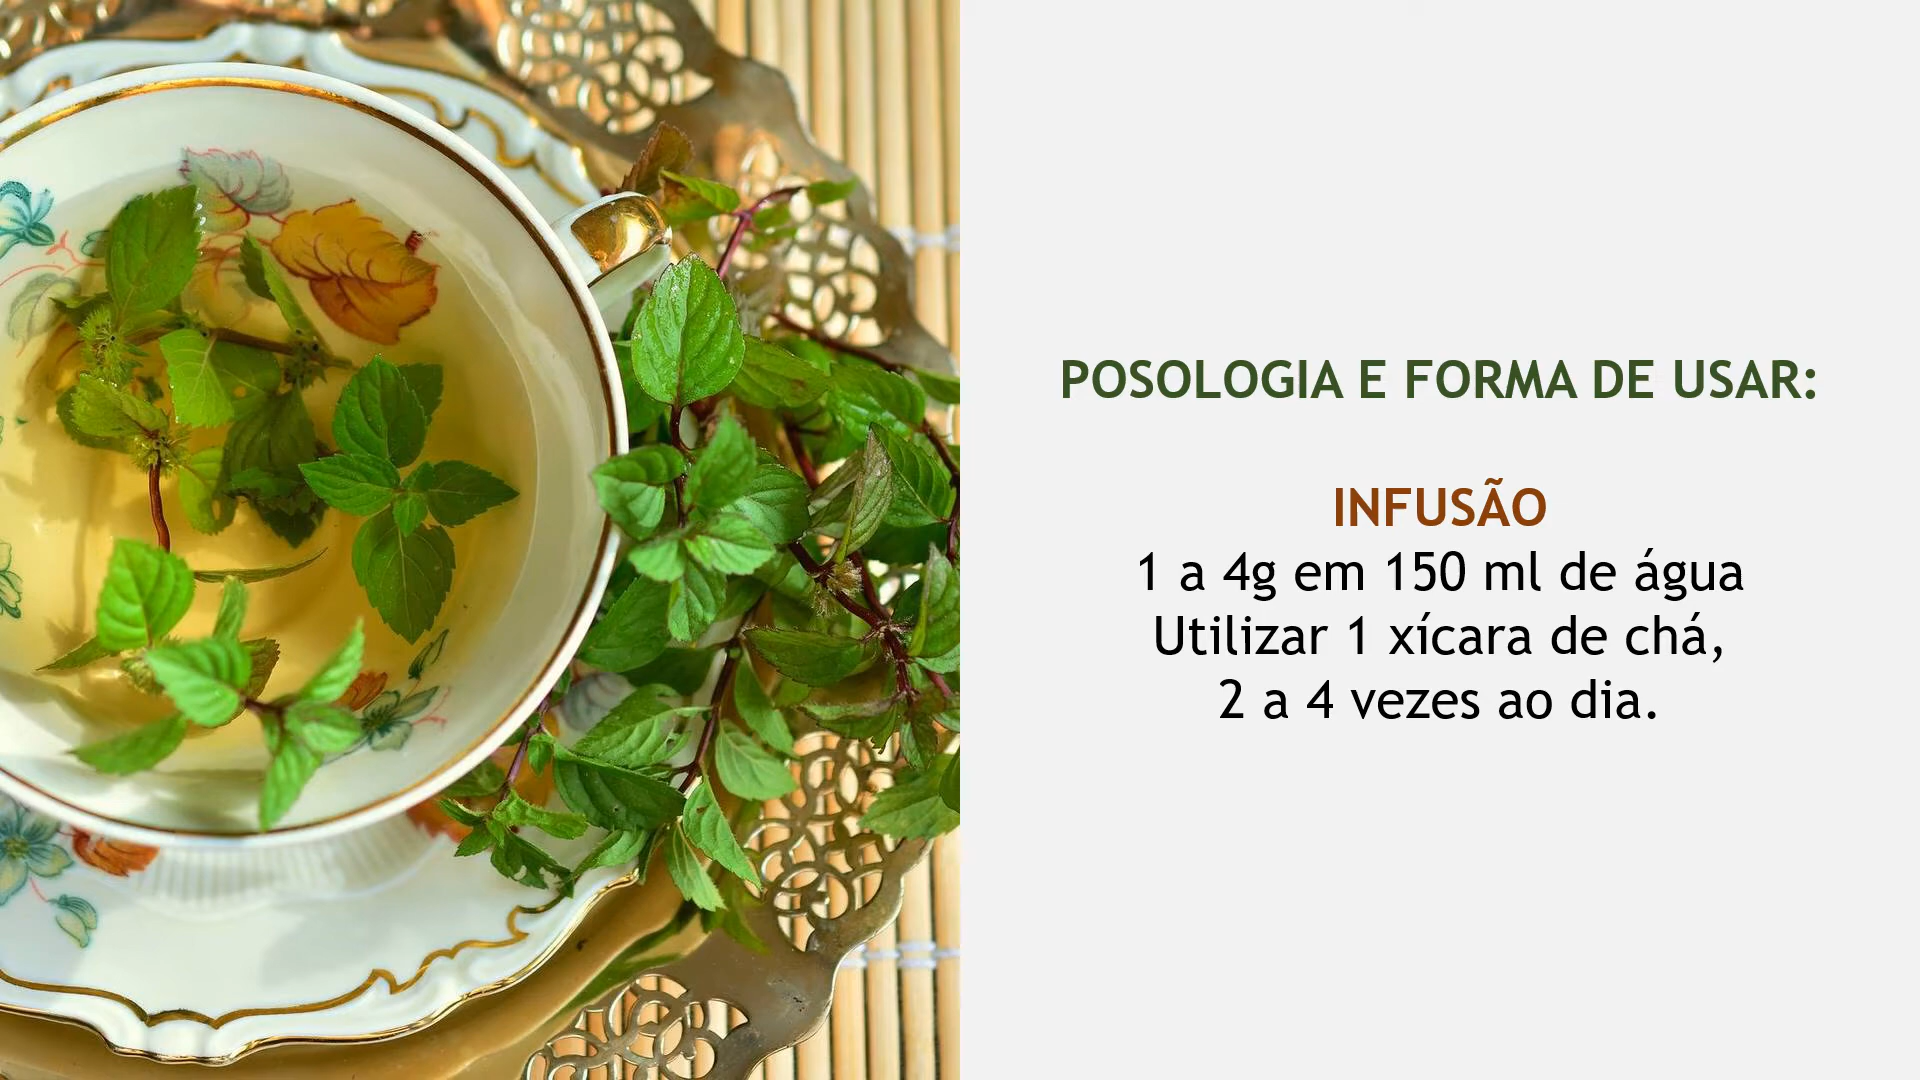 POSOLOGIA E FORMA DE USAR:
INFUSÃO
1 a 4g em 150 ml de água
Utilizar 1 xícara de chá,
2 a 4 vezes ao dia.